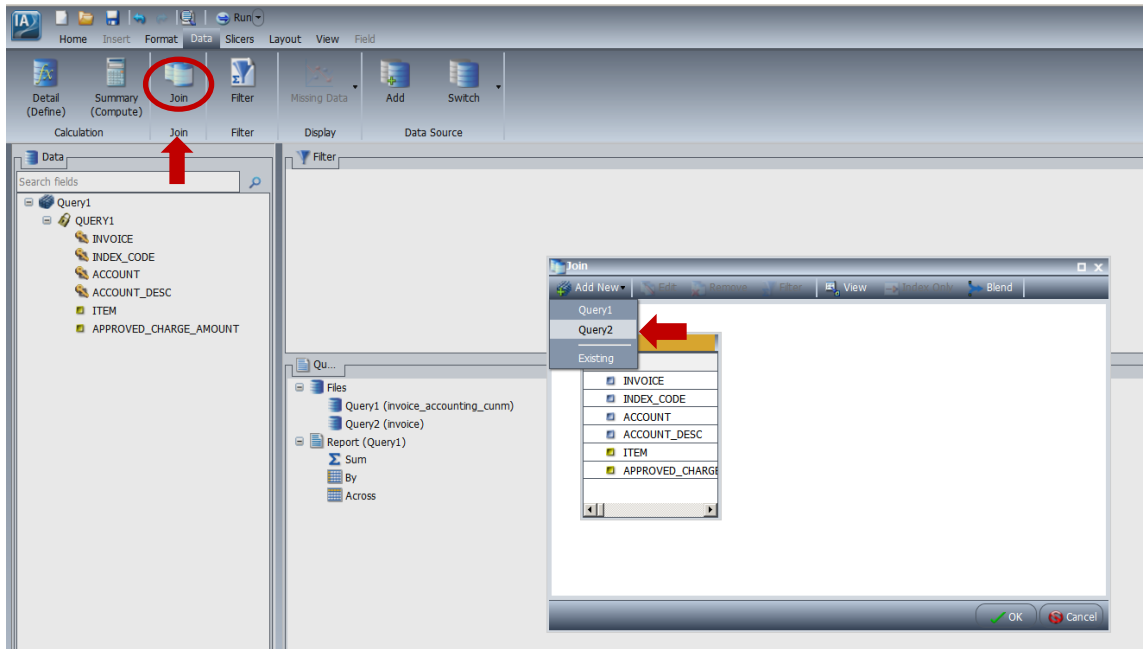 IA
Run
Home Insert Format Data Slicers Layout View Field
Detail (Define)
Summary (Compute)
Join
Filter
Missing Data
Add
Switch
Calculation
Join
Filter
Display
Data Source
Data
Search fields
Query1
QUERY1
INVOICE
INDEX_CODE
ACCOUNT
ACCOUNT_DESC
ITEM
APPROVED_CHARGE_AMOUNT
Filter
Qu...
Files
Query1 (invoice_accounting_cunm)
Query2 (invoice)
Report (Query1)
Sum
By
Across
Join
Add New Edit Remove Filter View Index Only Blend
Query1
Query2
Existing
INVOICE
INDEX_CODE
ACCOUNT
ACCOUNT_DESC
ITEM
APPROVED_CHARGE
OK Cancel